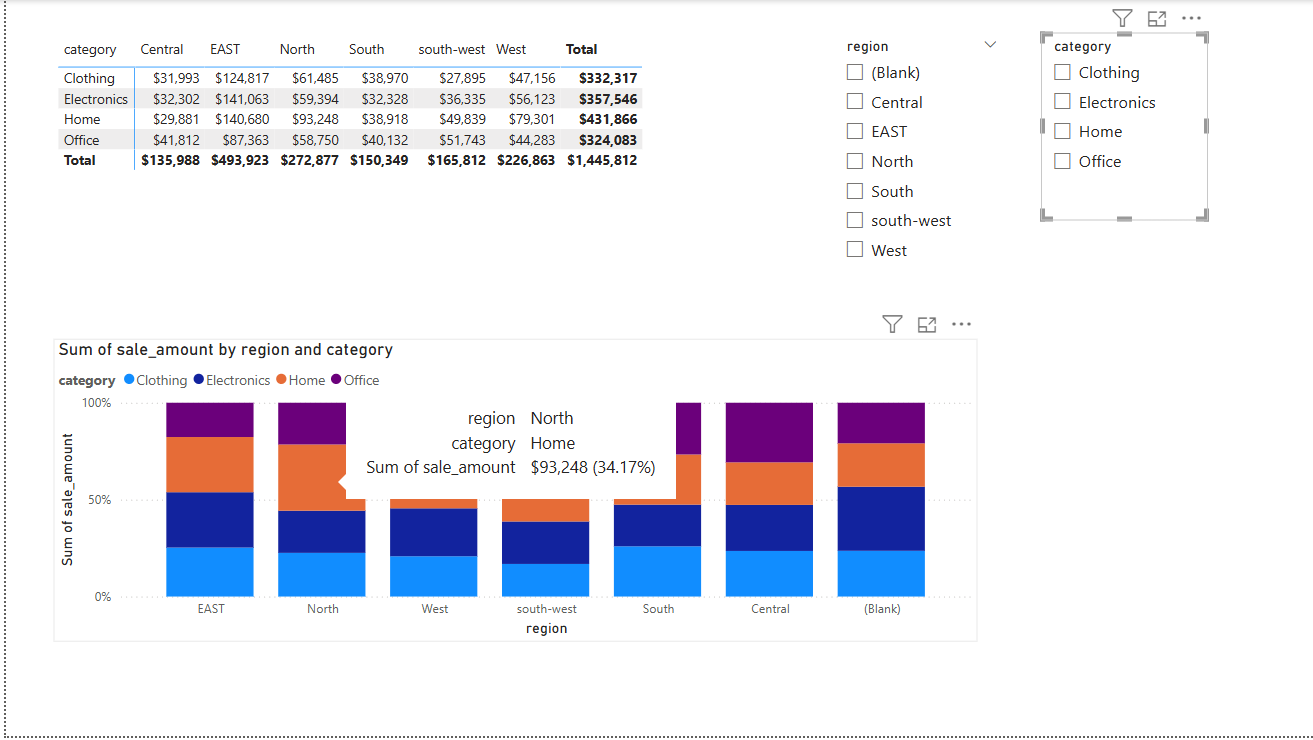 category Central EAST North South south-west West Total
Clothing $31,993 $124,817 $61,485 $38,970 $27,895 $47,156 $332,317
Electronics $32,302 $141,063 $59,394 $32,328 $36,335 $56,123 $357,546
Home $29,881 $140,680 $93,248 $38,918 $49,839 $79,301 $431,866
Office $41,812 $87,363 $58,750 $40,132 $51,743 $44,283 $324,083
Total $135,988 $493,923 $272,877 $150,349 $165,812 $226,863 $1,445,812
region
(Blank)
Central
EAST
North
South
south-west
West
category
Clothing
Electronics
Home
Office
Sum of sale_amount by region and category
category Clothing Electronics Home Office
100%
50%
0%
Sum of sale_amount
region North
category Home
Sum of sale_amount $93,248 (34.17%)
EAST North West south-west South Central (Blank)
region